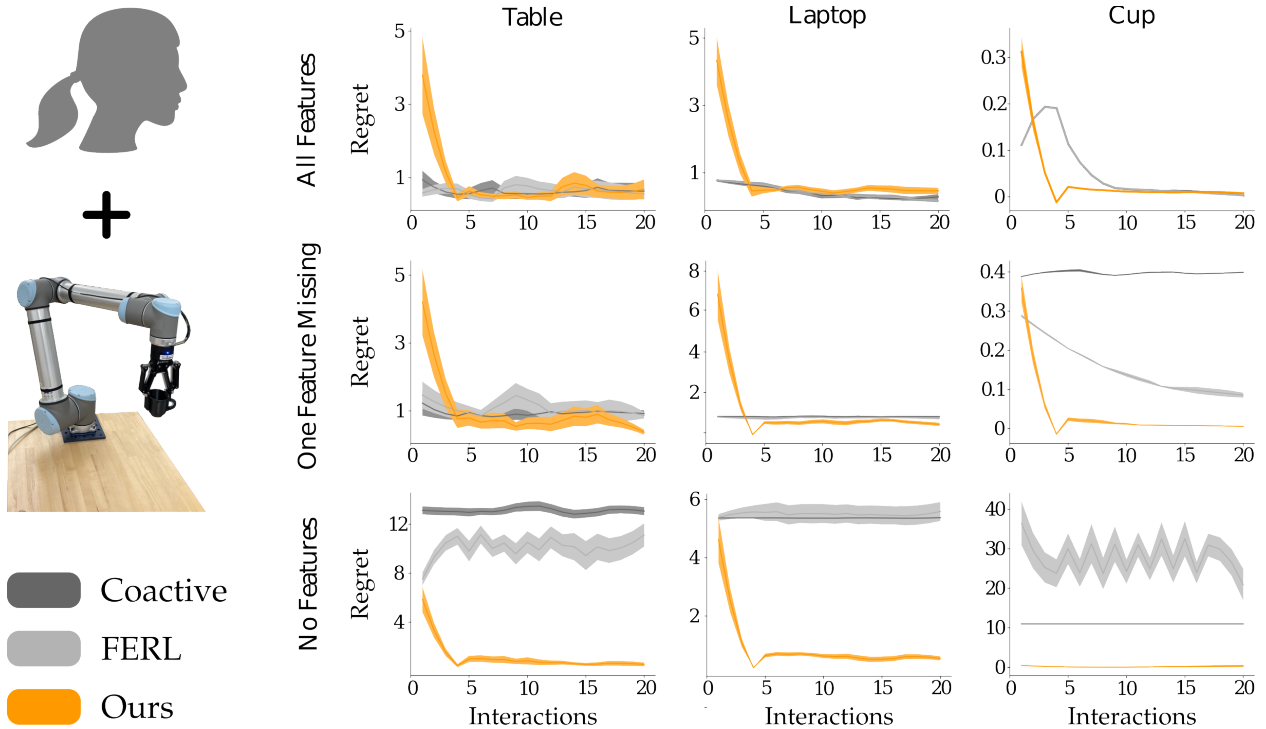 Table
Laptop
Cup
All Features
Regret
5
3
1
0 5 10 15 20
5
3
1
0 5 10 15 20
0.3
0.2
0.1
0
0 5 10 15 20
One Feature Missing
Regret
5
3
1
0 5 10 15 20
8
6
4
2
0 5 10 15 20
0.4
0.3
0.2
0.1
0
0 5 10 15 20
No Features
Regret
12
8
4
0 5 10 15 20
Interactions
6
4
2
0 5 10 15 20
Interactions
40
30
20
10
0
0 5 10 15 20
Interactions
Coactive
FERL
Ours